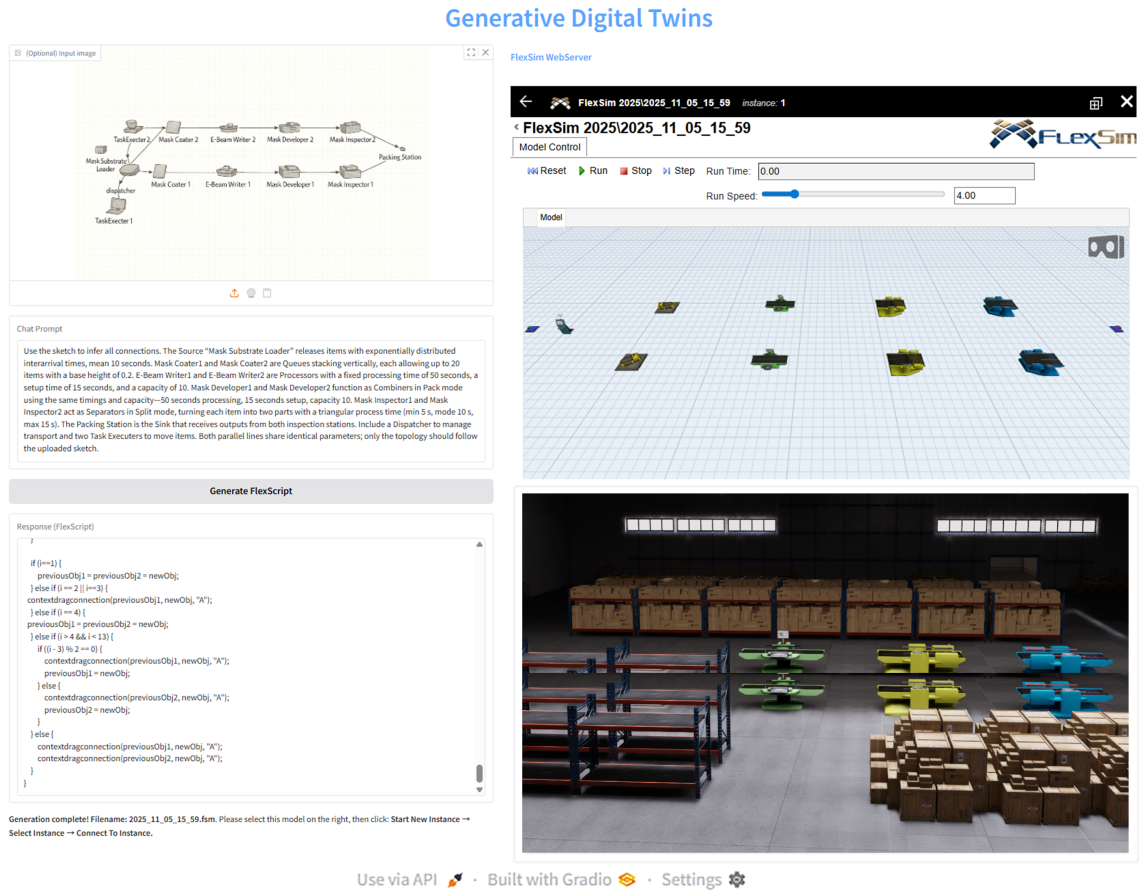 Generative Digital Twins
(Optional) Input image
TaskExecter2
Mask Coater 2
E-Beam Writer 2
Mask Developer 2
Mask Inspector2
Packing Station
Mask Substrate
Loader
dispatcher
Mask Coater 1
E-Beam Writer 1
Mask Developer1
Mask Inspector1
TaskExecter 1
Chat Prompt
Use the sketch to infer all connections. The Source “Mask Substrate Loader” releases items with exponentially distributed
interarrival times, mean 10 seconds. Mask Coater1 and Mask Coater2 are Queues stacking vertically, each allowing up to 20
items with a base height of 0.2. E-Beam Writer1 and E-Beam Writer2 are Processors with a fixed processing time of 50 seconds, a
setup time of 15 seconds, and a capacity of 10. Mask Developer1 and Mask Developer2 function as Combiners in Pack mode
using the same timings and capacity—50 seconds processing, 15 seconds setup, capacity 10. Mask Inspector1 and Mask
Inspector2 act as Separators in Split mode, turning each item into two parts with a triangular process time (min 5 s, mode 10 s,
max 15 s). The Packing Station is the Sink that receives outputs from both inspection stations. Include a Dispatcher to manage
transport and two Task Executers to move items. Both parallel lines share identical parameters; only the topology should follow
the uploaded sketch.
Generate FlexScript
Response (FlexScript)
}
if (i==1) {
previousObj1 = previousObj2 = newObj;
} else if (i == 2 || i==3) {
contextdragconnection(previousObj1, newObj, "A");
} else if (i == 4) {
previousObj1 = previousObj2 = newObj;
} else if (i > 4 && i < 13) {
if ((i - 3) % 2 == 0) {
contextdragconnection(previousObj1, newObj, "A");
previousObj1 = newObj;
} else {
contextdragconnection(previousObj2, newObj, "A");
previousObj2 = newObj;
}
} else {
contextdragconnection(previousObj1, newObj, "A");
contextdragconnection(previousObj2, newObj, "A");
}
}
Generation complete! Filename: 2025_11_05_15_59.fsm. Please select this model on the right, then click: Start New Instance →
Select Instance → Connect To Instance.
FlexSim WebServer
FlexSim 2025\2025_11_05_15_59 instance: 1
FlexSim 2025\2025_11_05_15_59
FlexSim
Model Control
Reset Run Stop Step Run Time: 0.00
Run Speed: 4.00
Model
Use via API · Built with Gradio · Settings